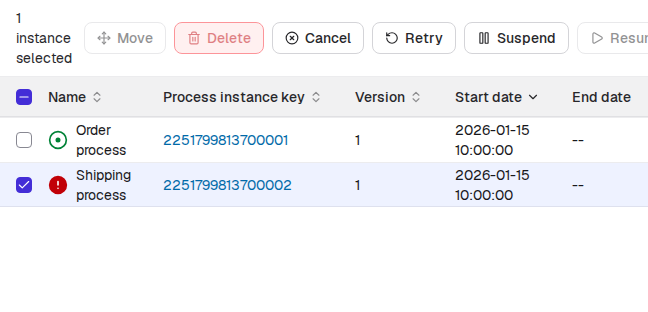 1
instance
selected
Move
Delete
Cancel
Retry
Suspend
Name
Process instance key
Version
Start date
End date
Order
process
2251799813700001
1
2026-01-15
10:00:00
--
Shipping
process
2251799813700002
1
2026-01-15
10:00:00
--